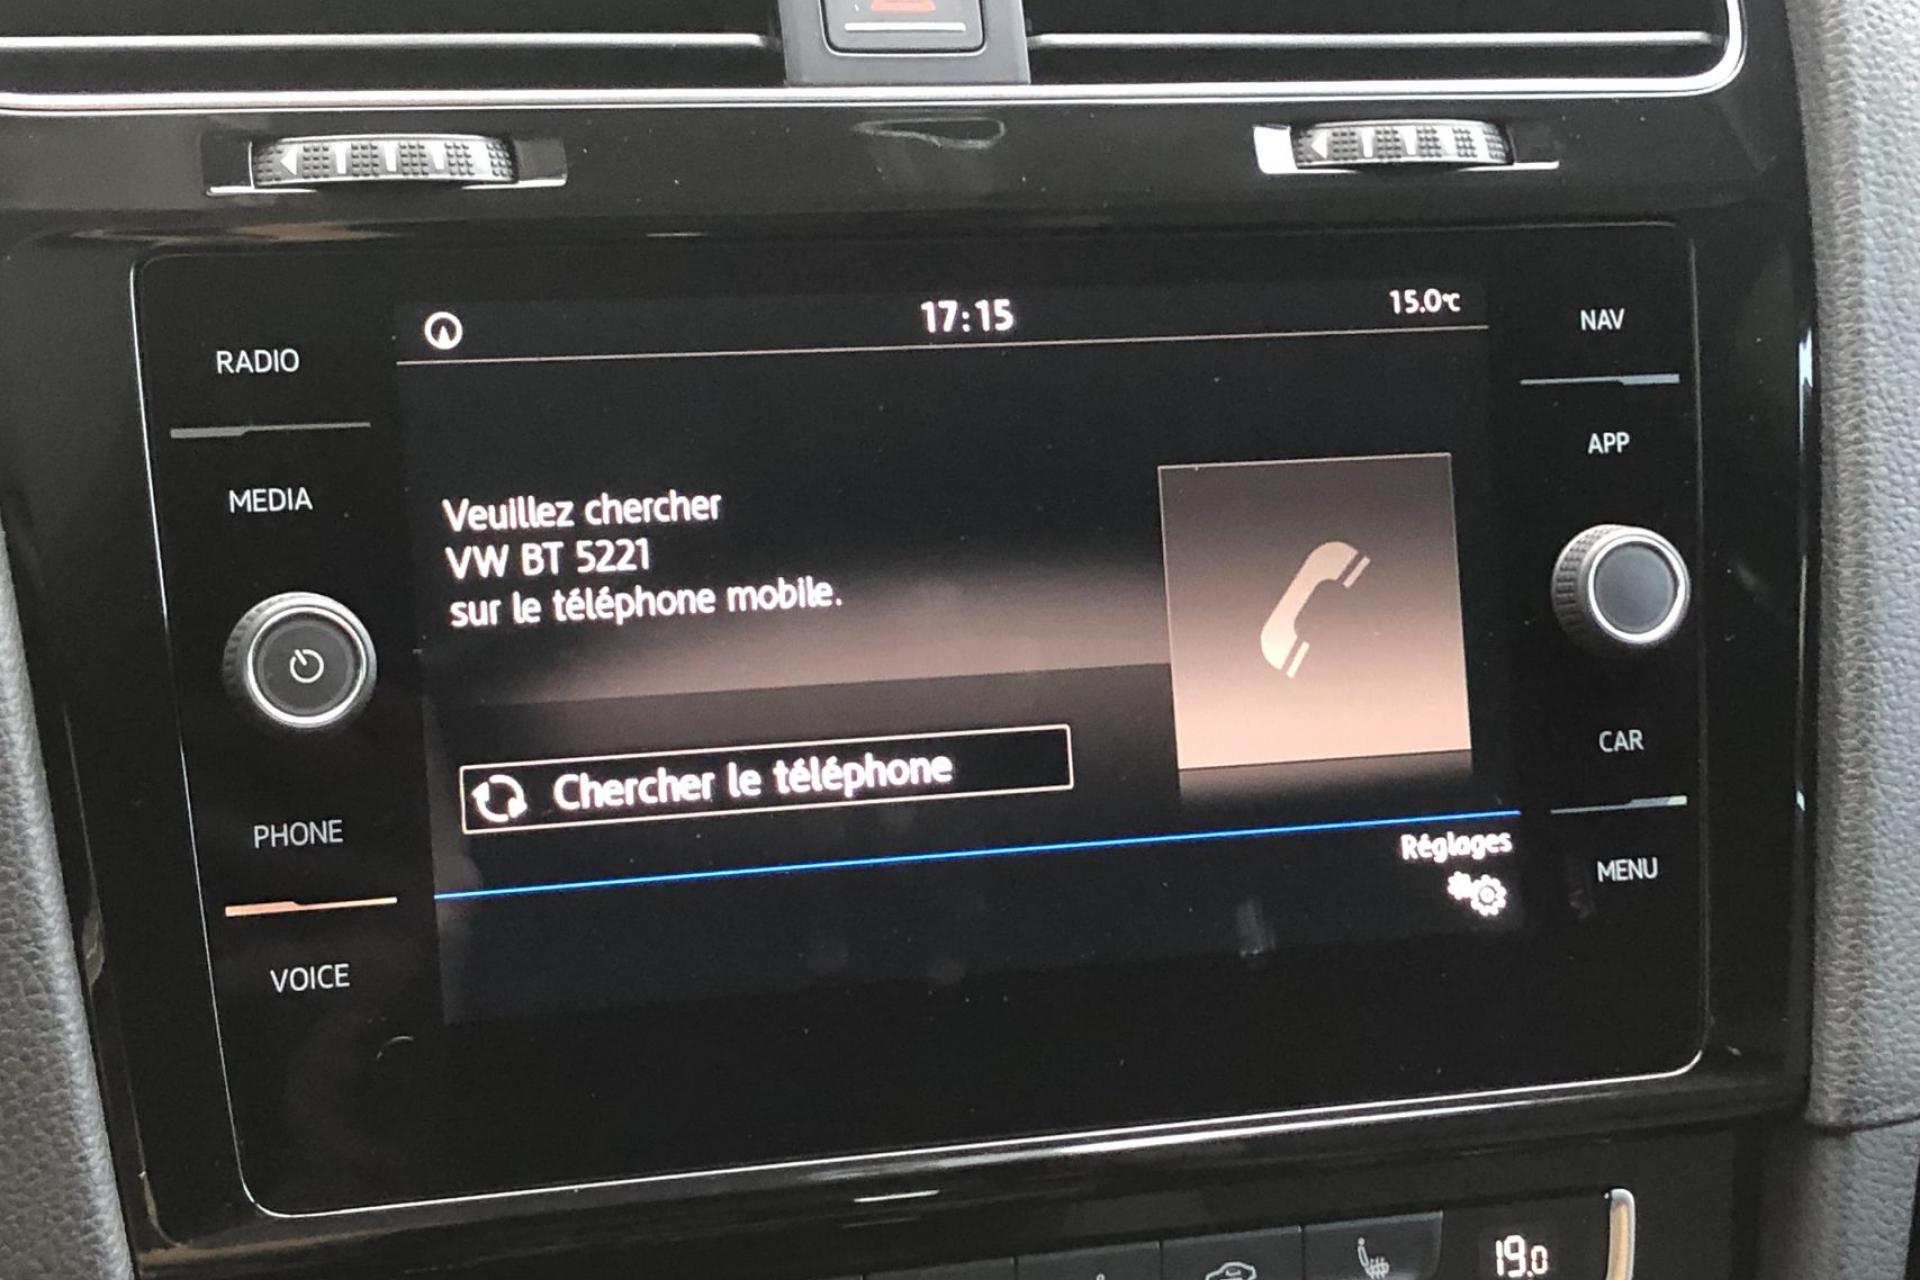 17:15
15.0°C
RADIO
MEDIA
PHONE
VOICE
Veuillez chercher
VW BT 5221
sur le téléphone mobile.
Chercher le téléphone
Réglages
NAV
APP
CAR
MENU
19.0